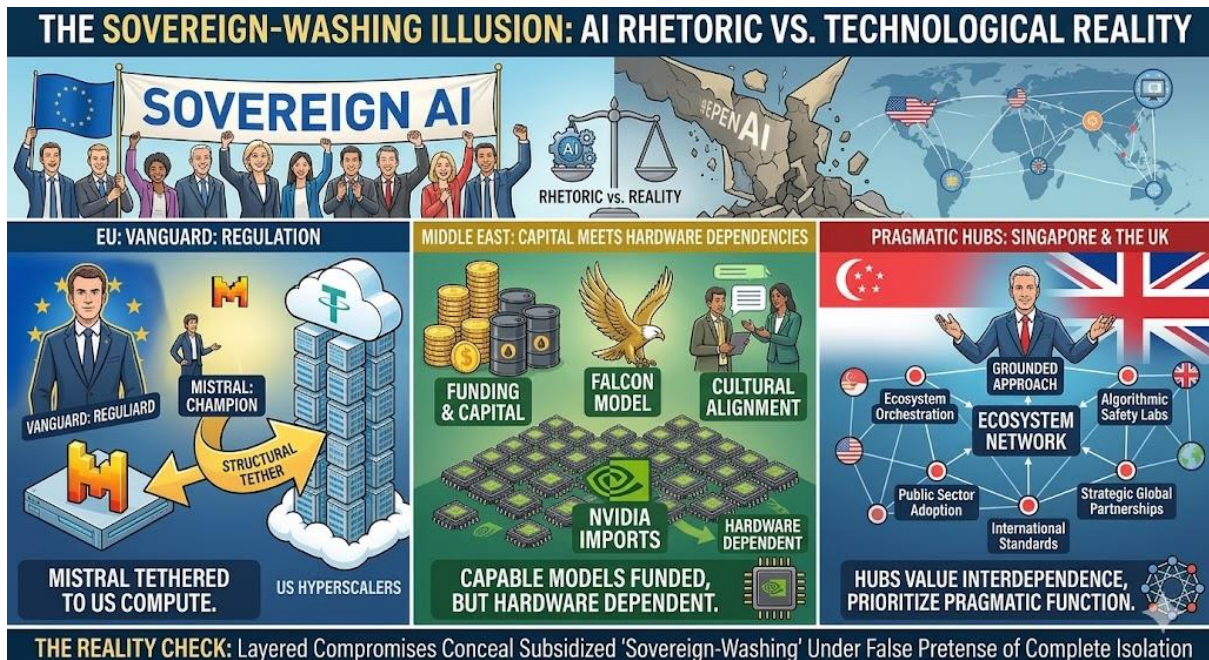 THE SOVEREIGN-WASHING ILLUSION: AI RHETORIC VS. TECHNOLOGICAL REALITY
SOVEREIGN AI
AI
RHETORIC vs. REALITY
EPENAI
EU: VANGUARD: REGULATION
VANGUARD: REGULIARD
MISTRAL:
CHAMPION
STRUCTURAL
TETHER
US HYPERSCALERS
MISTRAL TETHERED
TO US COMPUTE.
MIDDLE EAST: CAPITAL MEETS HARDWARE DEPENDENCIES
FUNDING
& CAPITAL
FALCON
MODEL
CULTURAL
ALIGNMENT
NVIDIA
IMPORTS
HARDWARE
DEPENDENT
CAPABLE MODELS FUNDED,
BUT HARDWARE DEPENDENT.
PRAGMATIC HUBS: SINGAPORE & THE UK
GROUNDED
APPROACH
Ecosystem
Orchestration
ECOSYSTEM
NETWORK
Algorithmic
Safety Labs
Public Sector
Adoption
International
Standards
Strategic Global
Partnerships
HUBS VALUE INTERDEPENDENCE,
PRIORITIZE PRAGMATIC FUNCTION.
THE REALITY CHECK: Layered Compromises Conceal Subsidized 'Sovereign-Washing' Under False Pretense of Complete Isolation